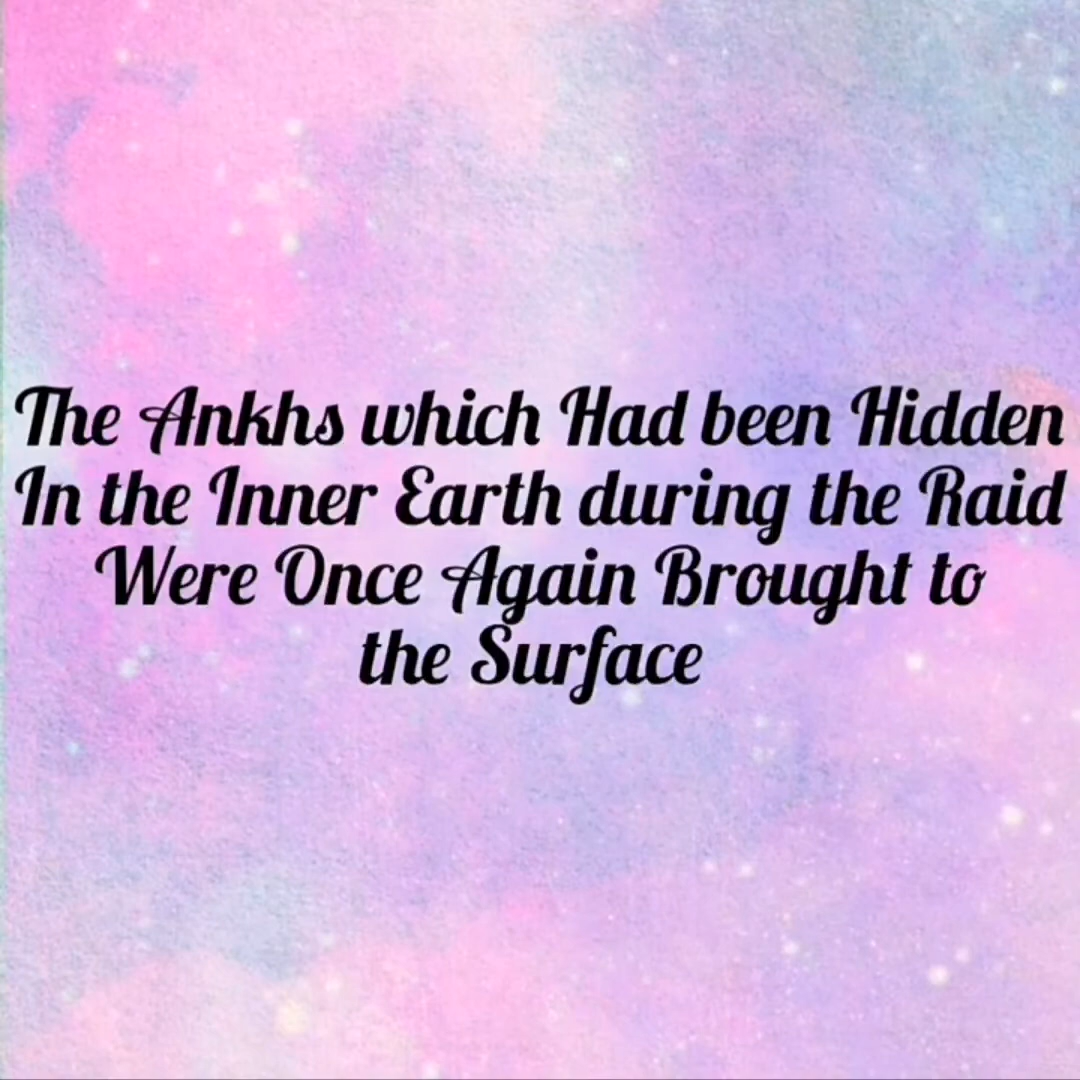 The Ankhs which Had been Hidden
In the Inner Earth during the Raid
Were Once Again Brought to
the Surface